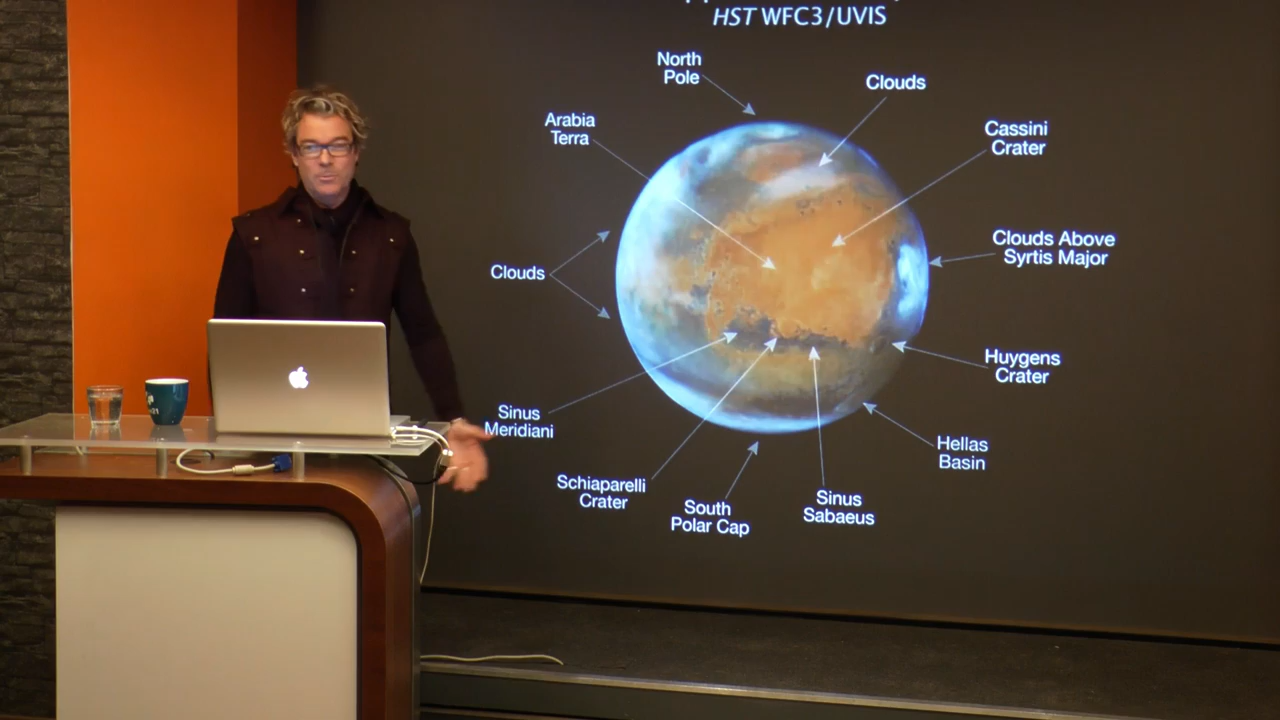 HST WFC3/UVIS
North
Pole
Clouds
Arabia
Terra
Cassini
Crater
Clouds Above
Syrtis Major
Clouds
Huygens
Crater
Sinus
Meridiani
Hellas
Basin
Schiaparelli
Crater
South
Polar Cap
Sinus
Sabaeus